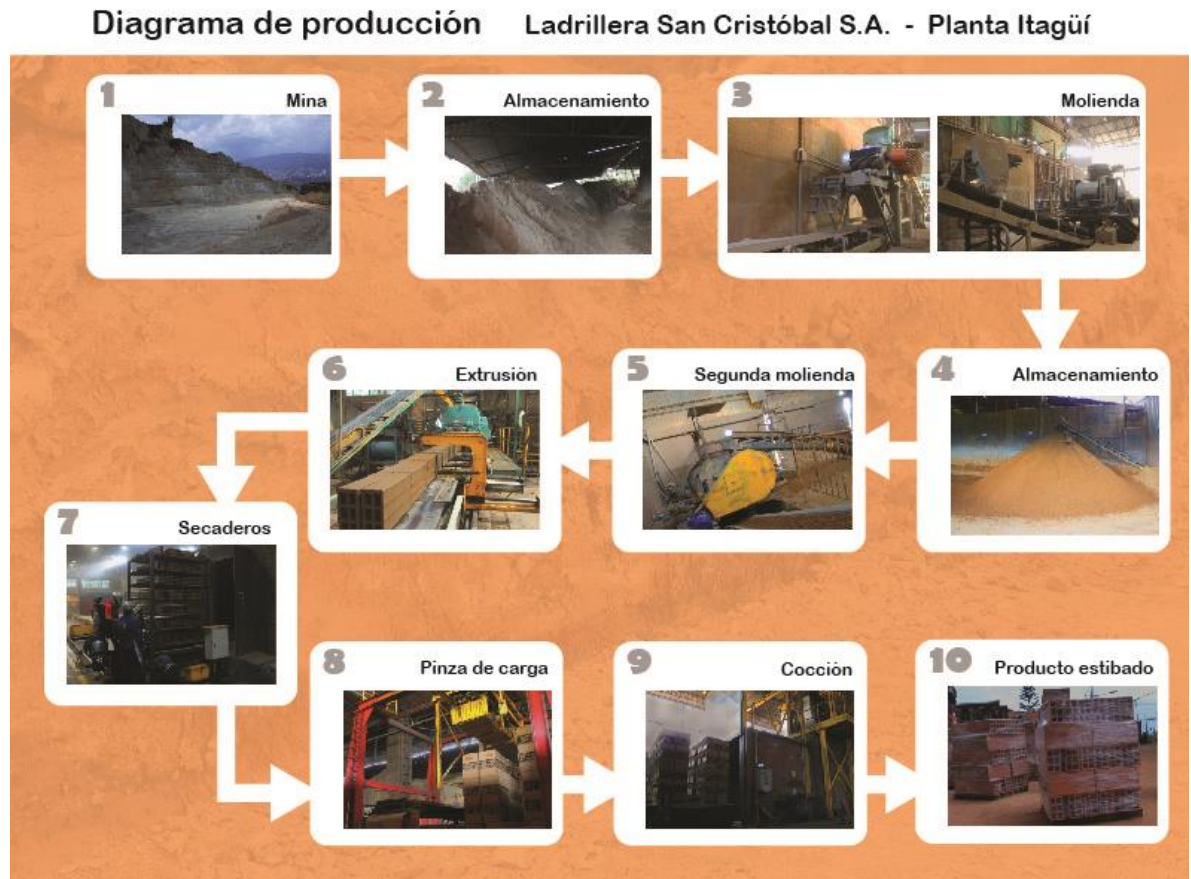 Diagrama de producción Ladrillera San Cristóbal S.A. - Planta Itagüí
1 Mina
2 Almacenamiento
3 Molienda
4 Almacenamiento
5 Segunda molienda
6 Extrusión
7 Secaderos
8 Pinza de carga
9 Cocción
10 Producto estibado